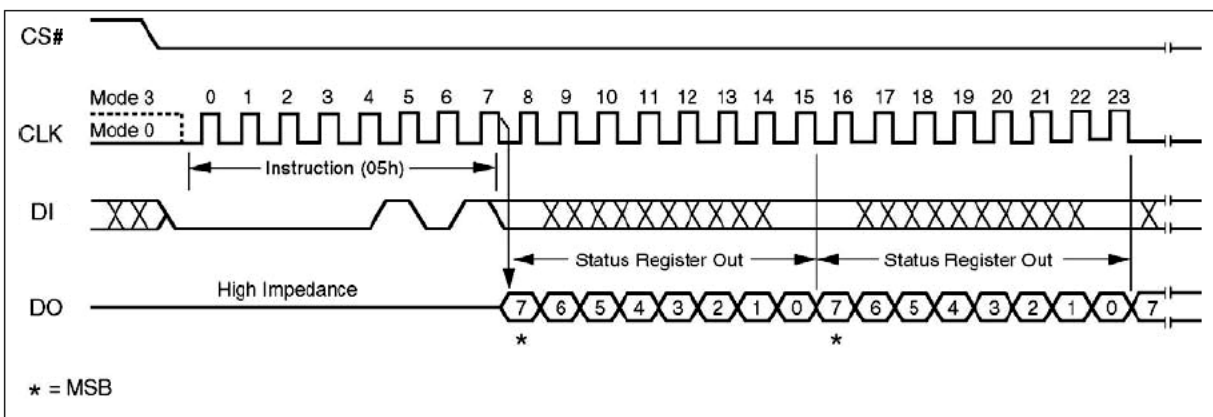 CS#
Mode 3 0 1 2 3 4 5 6 7 8 9 10 11 12 13 14 15 16 17 18 19 20 21 22 23
CLK Mode 0
Instruction (05h)
DI
Status Register Out Status Register Out
High Impedance
DO 7 6 5 4 3 2 1 0 7 6 5 4 3 2 1 0 7
* *
* = MSB